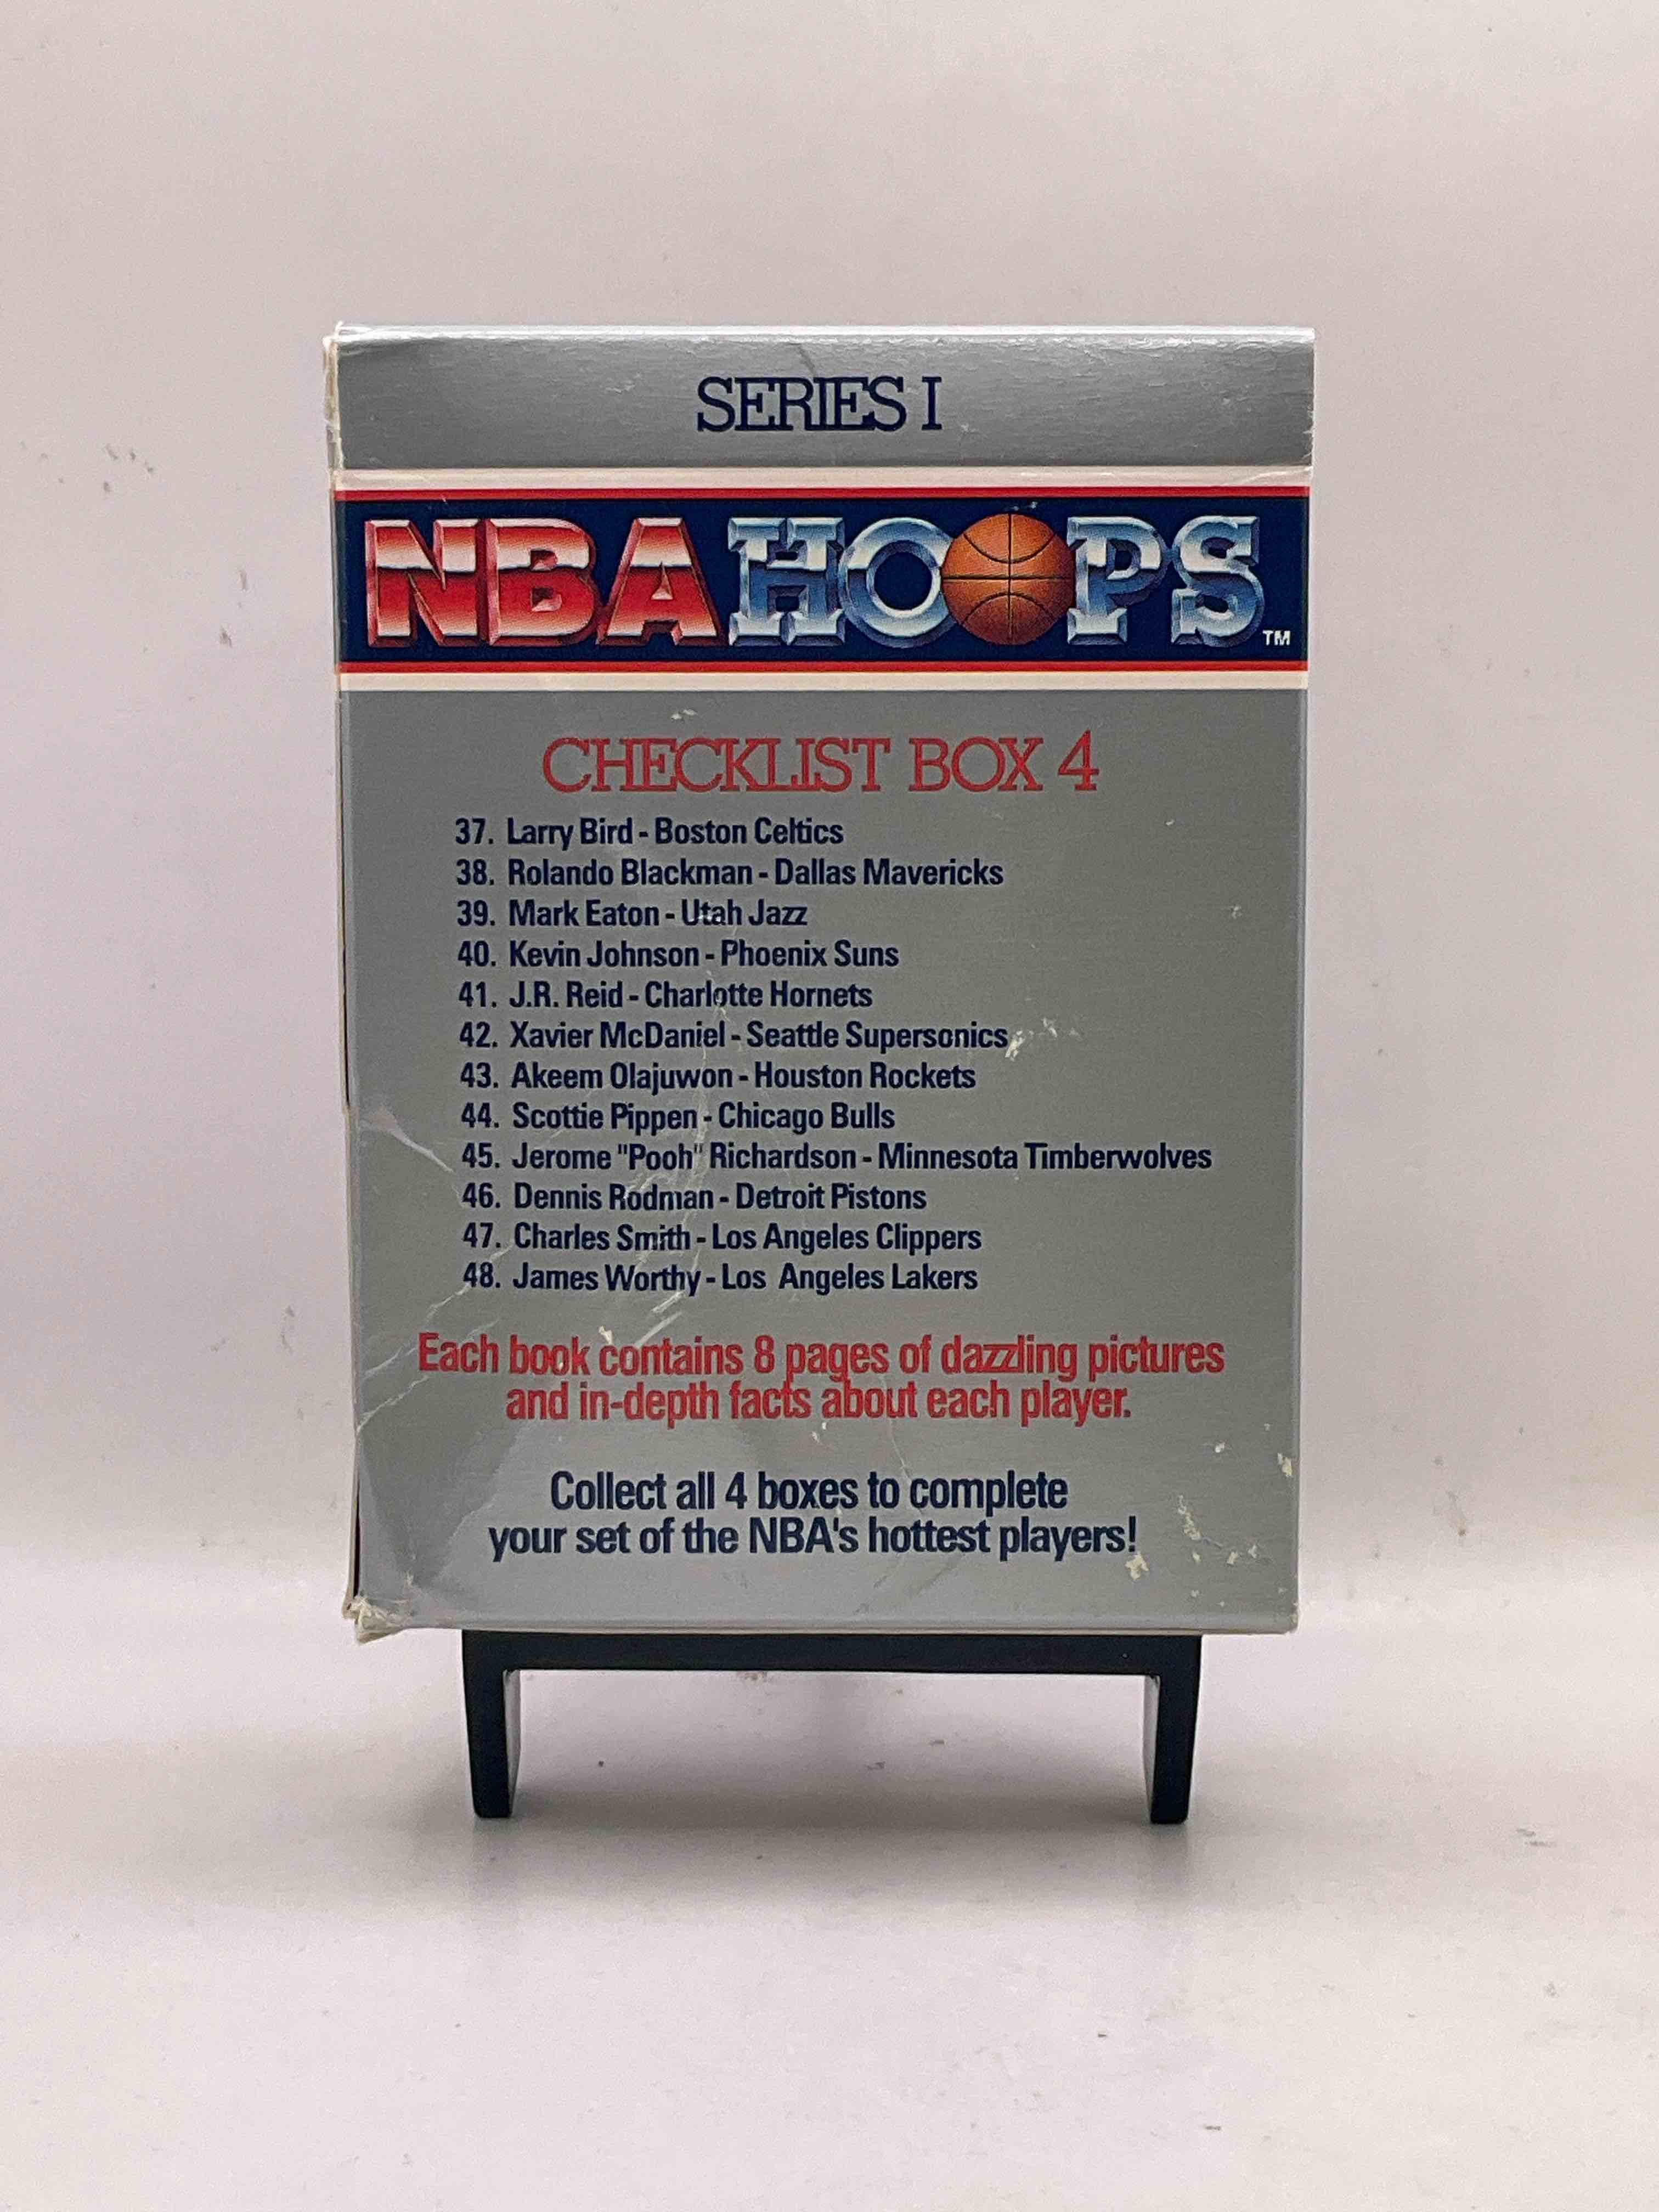 SERIES I
NBA HOOPS TM
CHECKLIST BOX 4
37. Larry Bird - Boston Celtics
38. Rolando Blackman - Dallas Mavericks
39. Mark Eaton - Utah Jazz
40. Kevin Johnson - Phoenix Suns
41. J.R. Reid - Charlotte Hornets
42. Xavier McDaniel - Seattle Supersonics
43. Akeem Olajuwon - Houston Rockets
44. Scottie Pippen - Chicago Bulls
45. Jerome "Pooh" Richardson - Minnesota Timberwolves
46. Dennis Rodman - Detroit Pistons
47. Charles Smith - Los Angeles Clippers
48. James Worthy - Los Angeles Lakers
Each book contains 8 pages of dazzling pictures
and in-depth facts about each player.
Collect all 4 boxes to complete
your set of the NBA's hottest players!